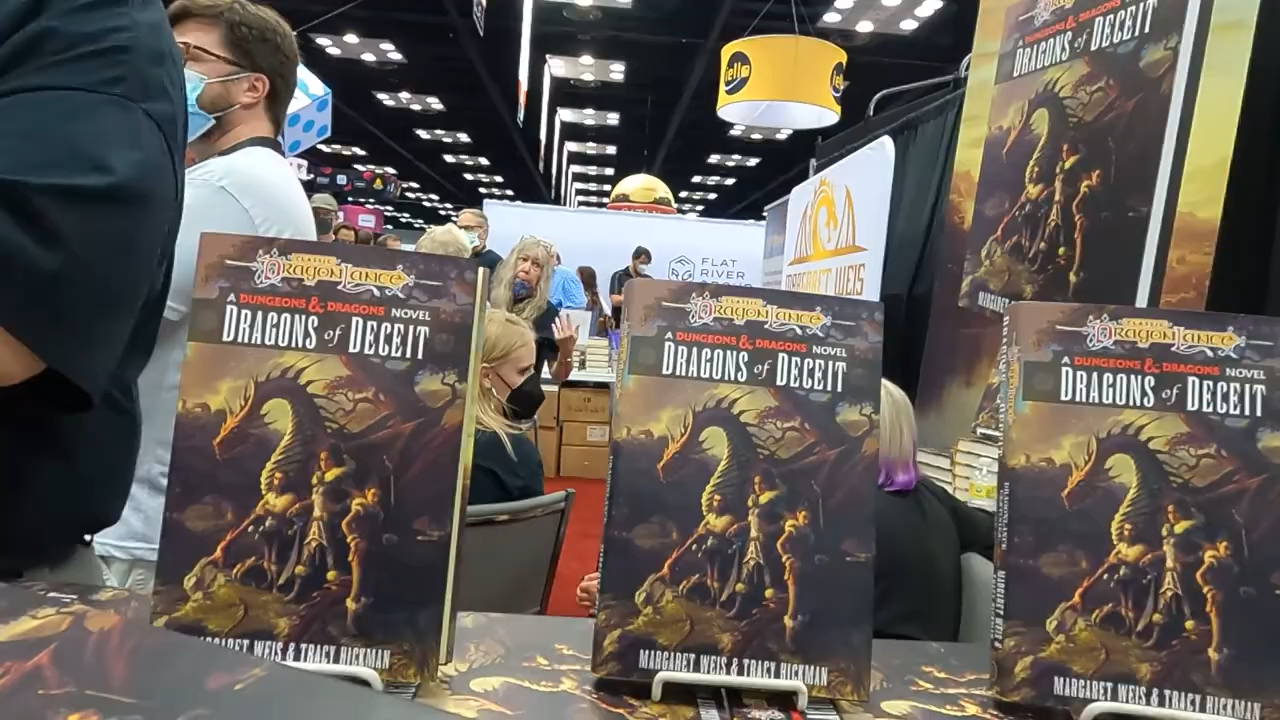 CLASSIC
DRAGONLANCE
A DUNGEONS & DRAGONS NOVEL
DRAGONS of DECEIT
MARGARET WEIS & TRACY HICKMAN
CLASSIC
DRAGONLANCE
A DUNGEONS & DRAGONS NOVEL
DRAGONS of DECEIT
MARGARET WEIS & TRACY HICKMAN
CLASSIC
DRAGONLANCE
A DUNGEONS & DRAGONS NOVEL
DRAGONS of DECEIT
MARGARET WEIS & TRACY HICKMAN
A DUNGEONS & DRAGONS
DRAGONS of DECEIT
MARGARET
iello
FLAT
RIVER
MARGARET WEIS